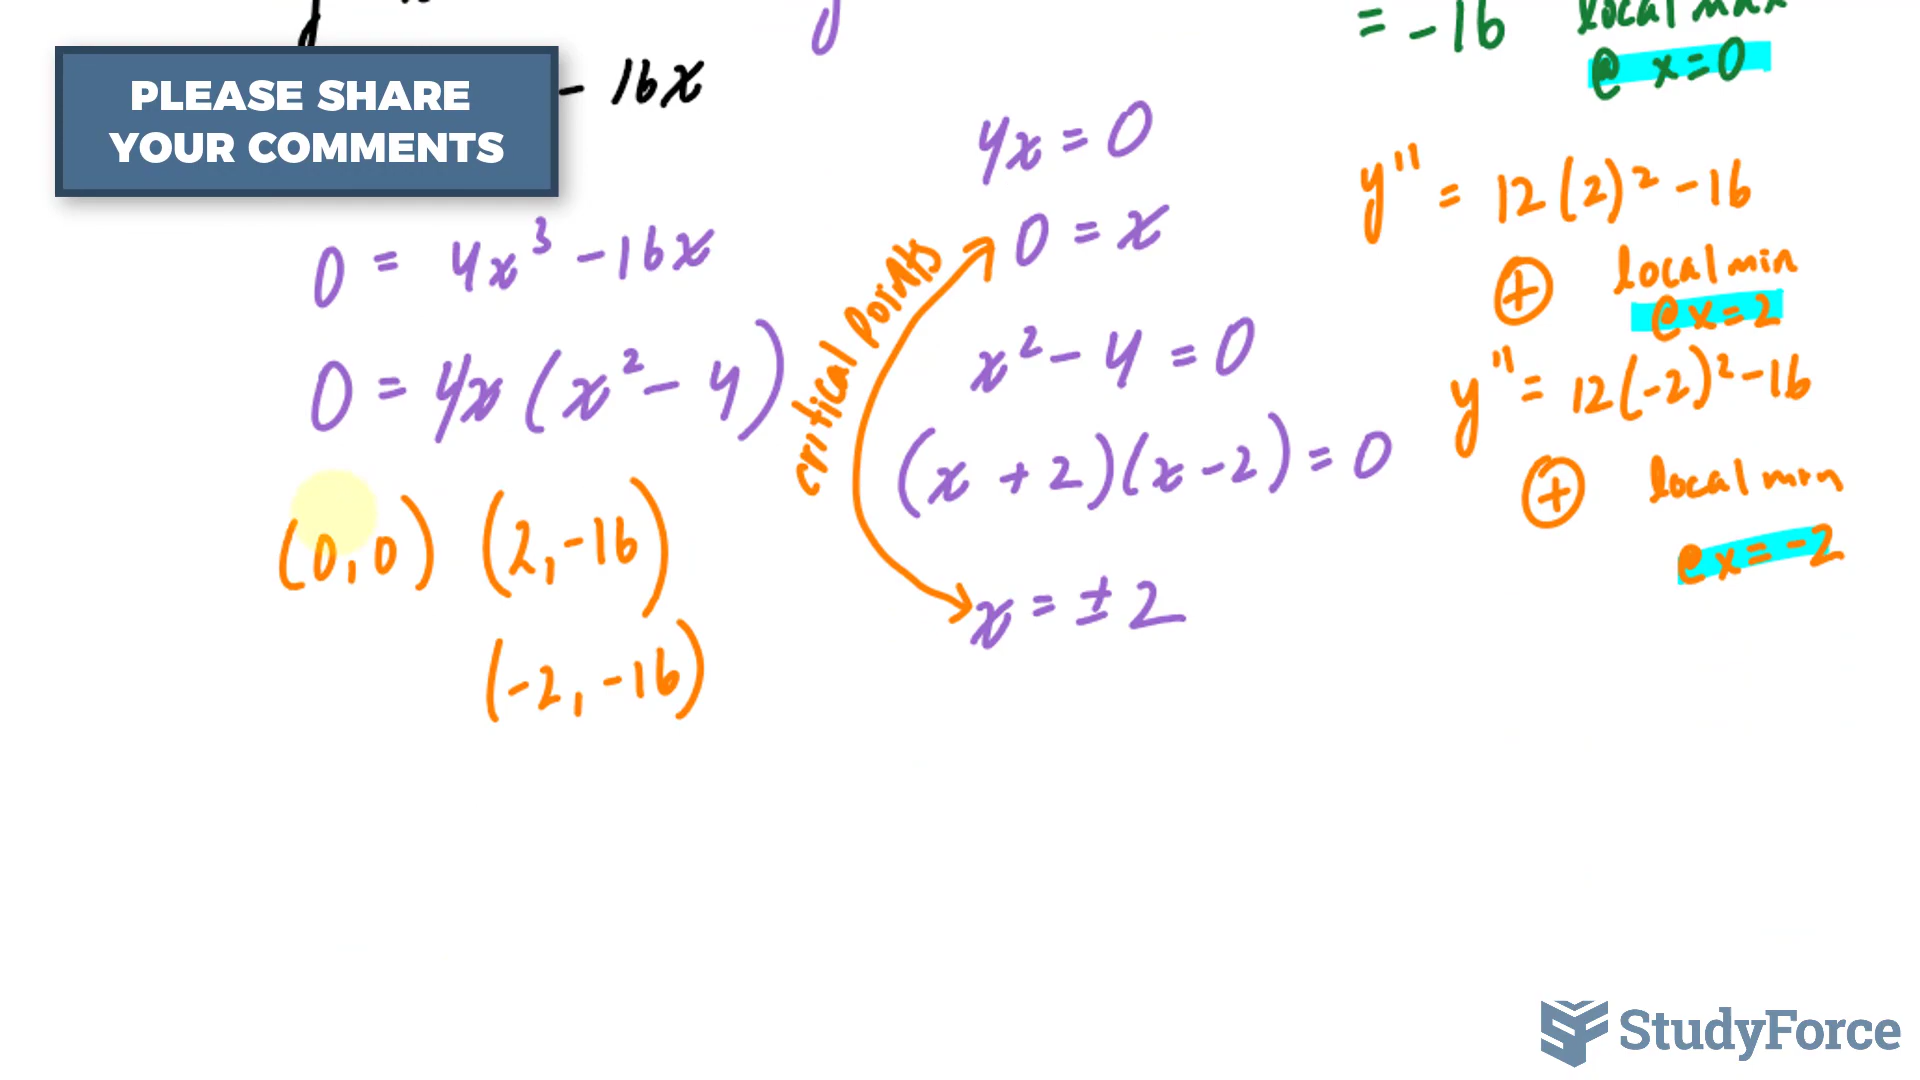 PLEASE SHARE
YOUR COMMENTS
- 16x
0 = 4x³ - 16x
0 = 4x(x² - 4)
(0,0) (2,-16)
(-2,-16)
critical points
4x = 0
0 = x
x² - 4 = 0
(x + 2)(x - 2) = 0
x = ± 2
= -16 local max
@ x = 0
y'' = 12(2)² - 16
+ local min
@ x = 2
y'' = 12(-2)² - 16
+ local min
@ x = -2
StudyForce